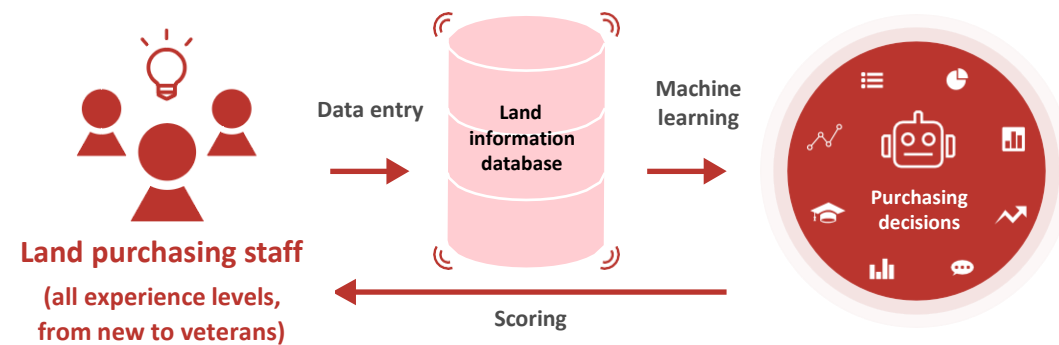 Land purchasing staff
(all experience levels,
from new to veterans)
Data entry
Land
information
database
Machine
learning
Purchasing
decisions
Scoring